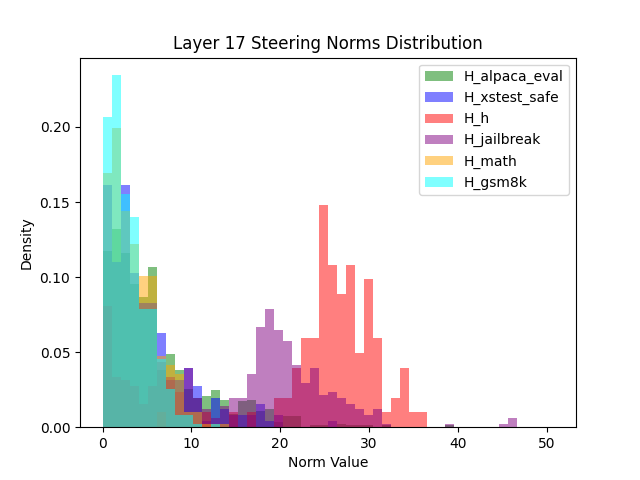 Layer 17 Steering Norms Distribution
H_alpaca_eval
H_xstest_safe
H_h
H_jailbreak
H_math
H_gsm8k
Density
0.20
0.15
0.10
0.05
0.00
0
10
20
30
40
50
Norm Value